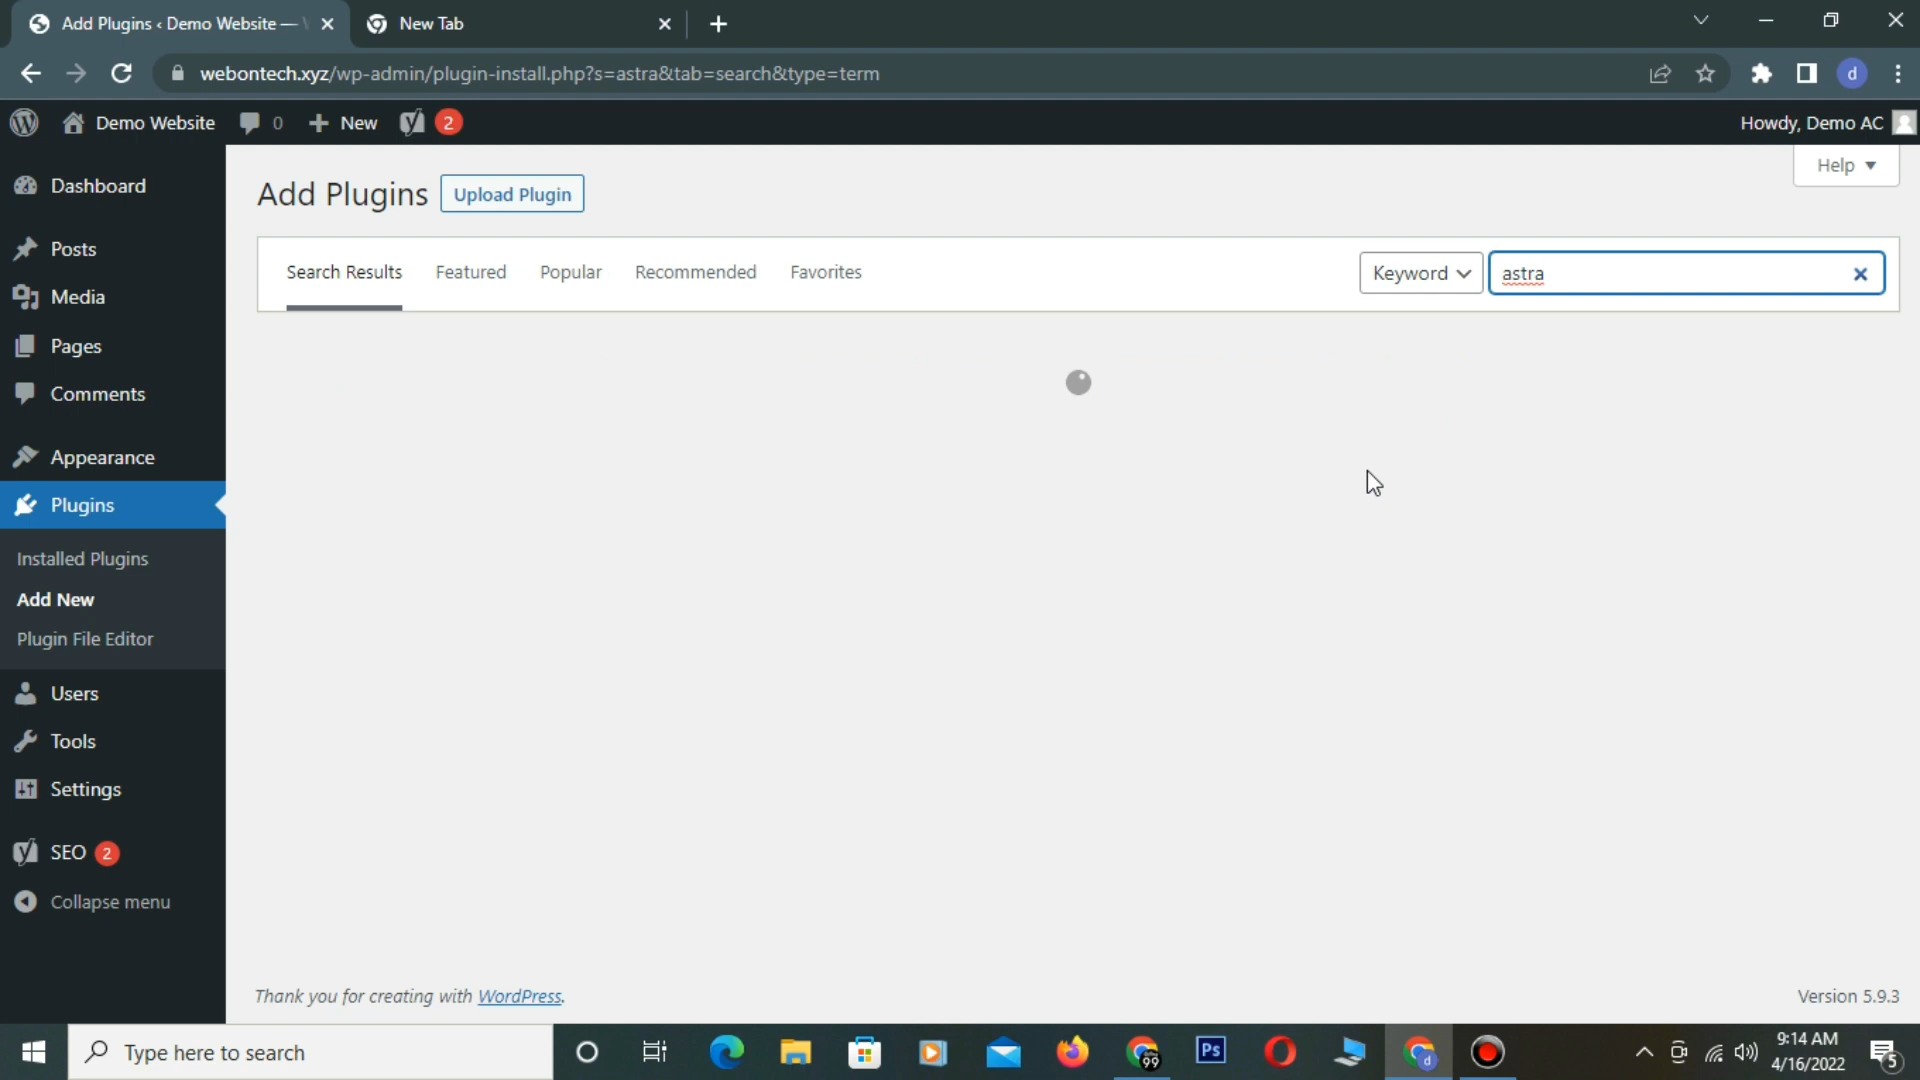 Add Plugins ‹ Demo Website —
New Tab
webontech.xyz/wp-admin/plugin-install.php?s=astra&tab=search&type=term
d
Demo Website
0
New
2
Howdy, Demo AC
Help
Dashboard
Posts
Media
Pages
Comments
Appearance
Plugins
Installed Plugins
Add New
Plugin File Editor
Users
Tools
Settings
SEO 2
Collapse menu
Add Plugins
Upload Plugin
Search Results
Featured
Popular
Recommended
Favorites
Keyword
astra
Thank you for creating with WordPress.
Version 5.9.3
Type here to search
99
Ps
d
9:14 AM
4/16/2022
5